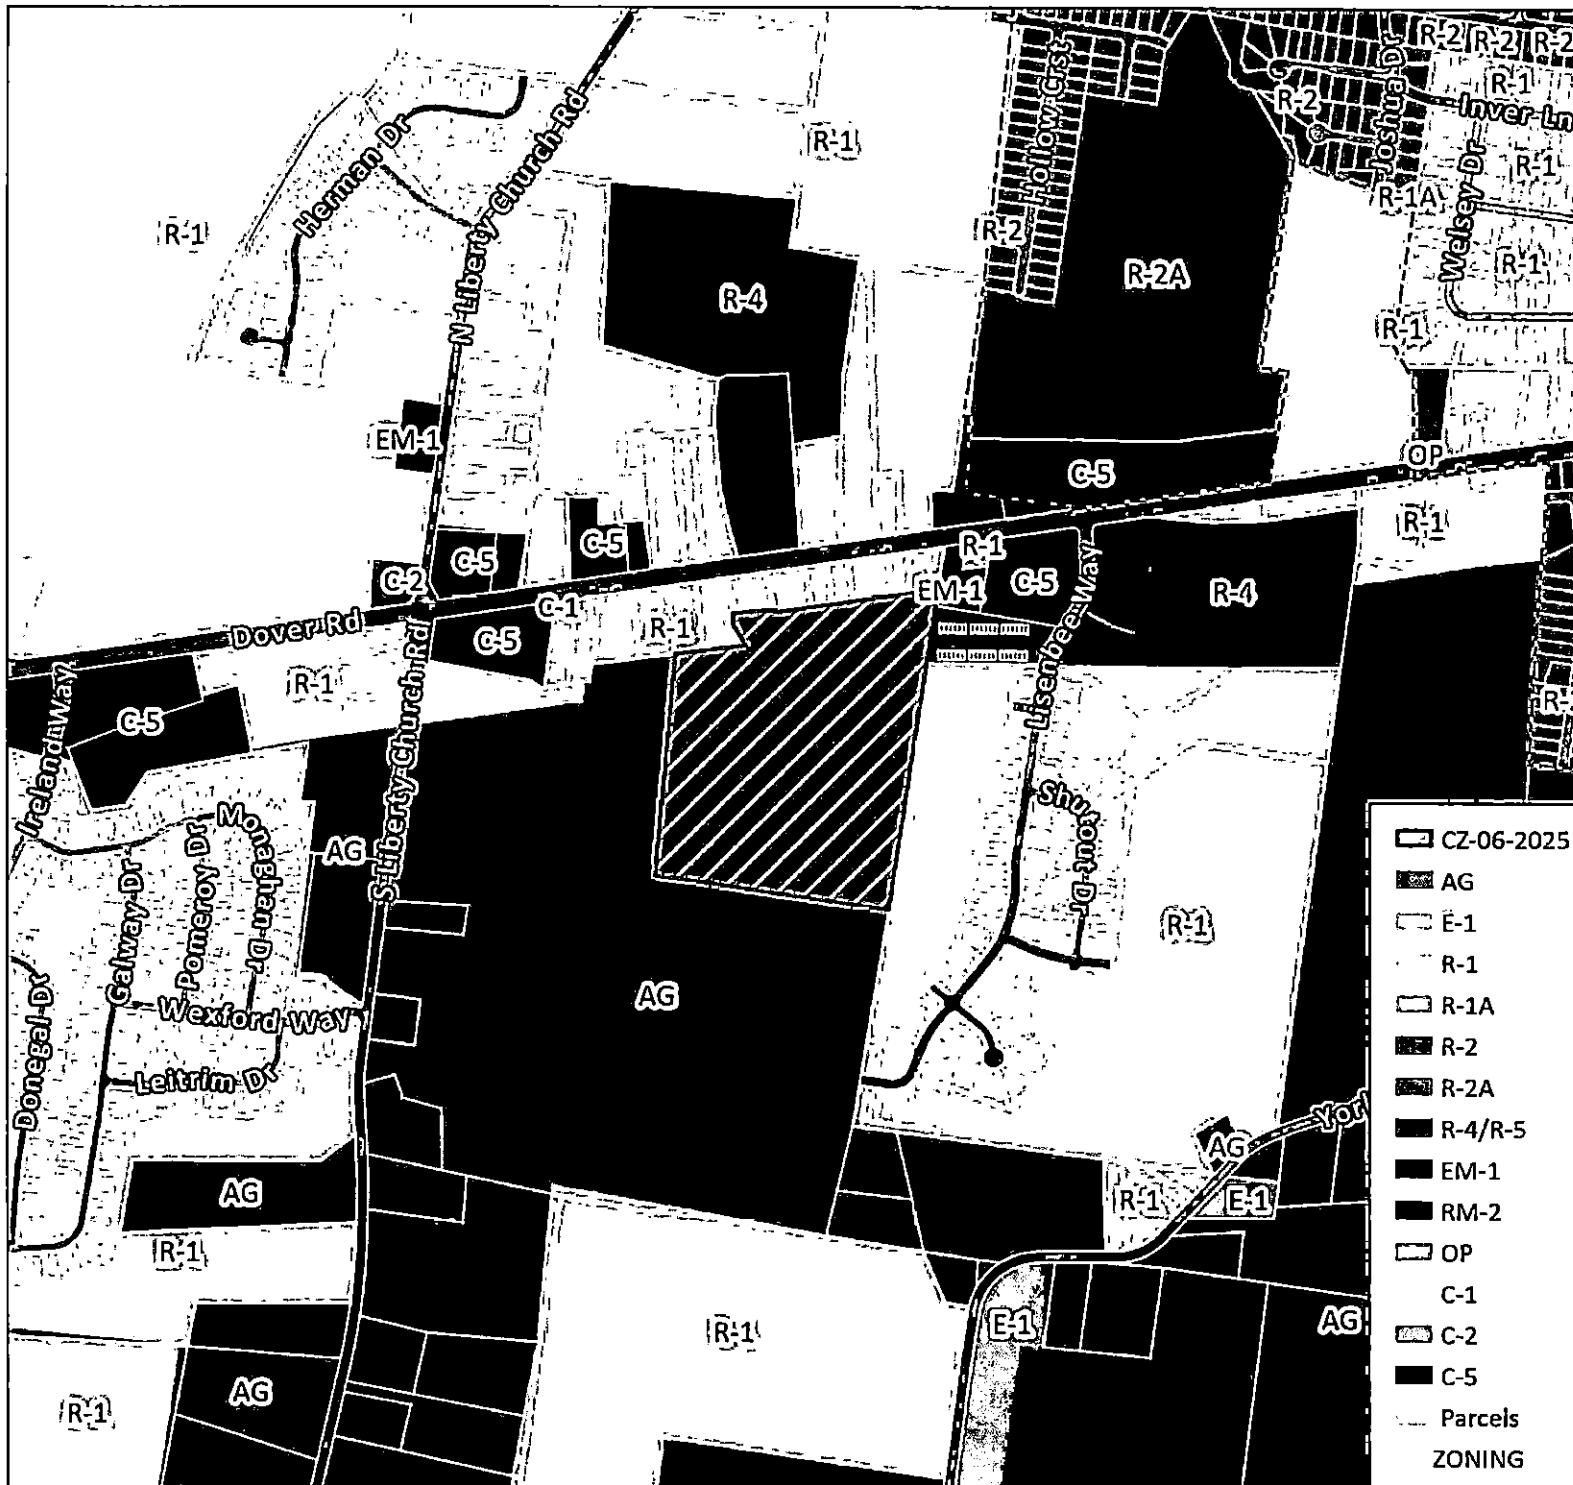 R-2
R-2
R-2
R-1
Inver Ln
Hollow Crst
Joshua Dr
R-2
Herman Dr
N Liberty Church Rd
R-1
R-1
Welsey Dr
R-1A
R-1
R-2
R-1
R-2A
R-4
R-1
EM-1
OP
C-5
R-1
C-5
C-5
R-1
C-2
C-1
EM-1
C-5
R-4
Dover Rd
C-5
R-1
Lisenbee Way
R-1
C-5
Ireland Way
S Liberty Church Rd
Shutout Dr
Monaghan Dr
Pomeroy Dr
Galway Dr
AG
R-1
AG
Donegal Dr
Wexford Way
Leitrim Dr
AG
AG
R-1
E-1
R-1
R-1
E-1
AG
AG
R-1
CZ-06-2025
AG
E-1
R-1
R-1A
R-2
R-2A
R-4/R-5
EM-1
RM-2
OP
C-1
C-2
C-5
Parcels
ZONING